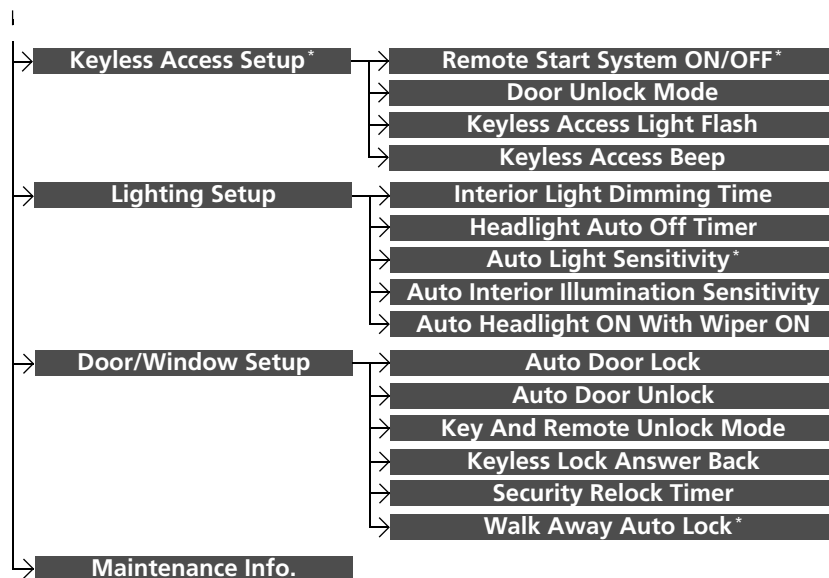 Keyless Access Setup*
Remote Start System ON/OFF*
Door Unlock Mode
Keyless Access Light Flash
Keyless Access Beep
Lighting Setup
Interior Light Dimming Time
Headlight Auto Off Timer
Auto Light Sensitivity*
Auto Interior Illumination Sensitivity
Auto Headlight ON With Wiper ON
Door/Window Setup
Auto Door Lock
Auto Door Unlock
Key And Remote Unlock Mode
Keyless Lock Answer Back
Security Relock Timer
Walk Away Auto Lock*
Maintenance Info.